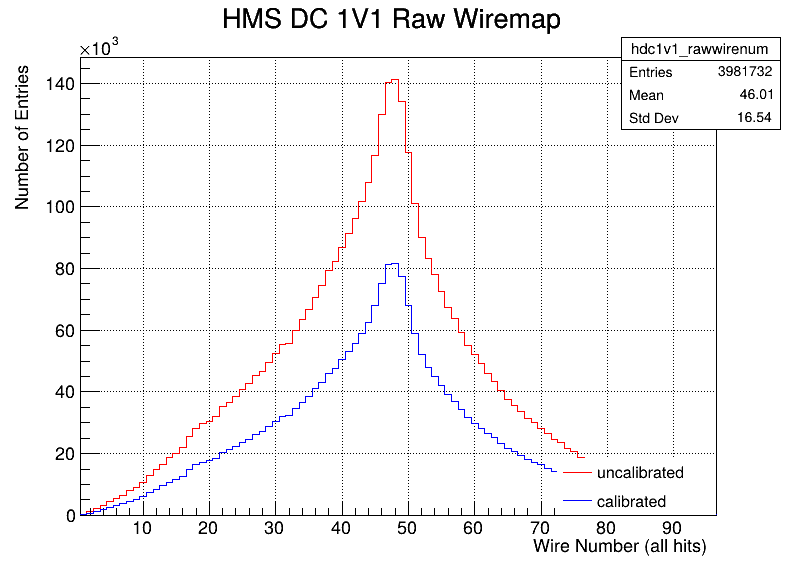 HMS DC 1V1 Raw Wiremap
×10³
hdc1v1_rawwirenum
Entries 3981732
Mean 46.01
Std Dev 16.54
Number of Entries
140
120
100
80
60
40
20
0
uncalibrated
calibrated
10 20 30 40 50 60 70 80 90
Wire Number (all hits)